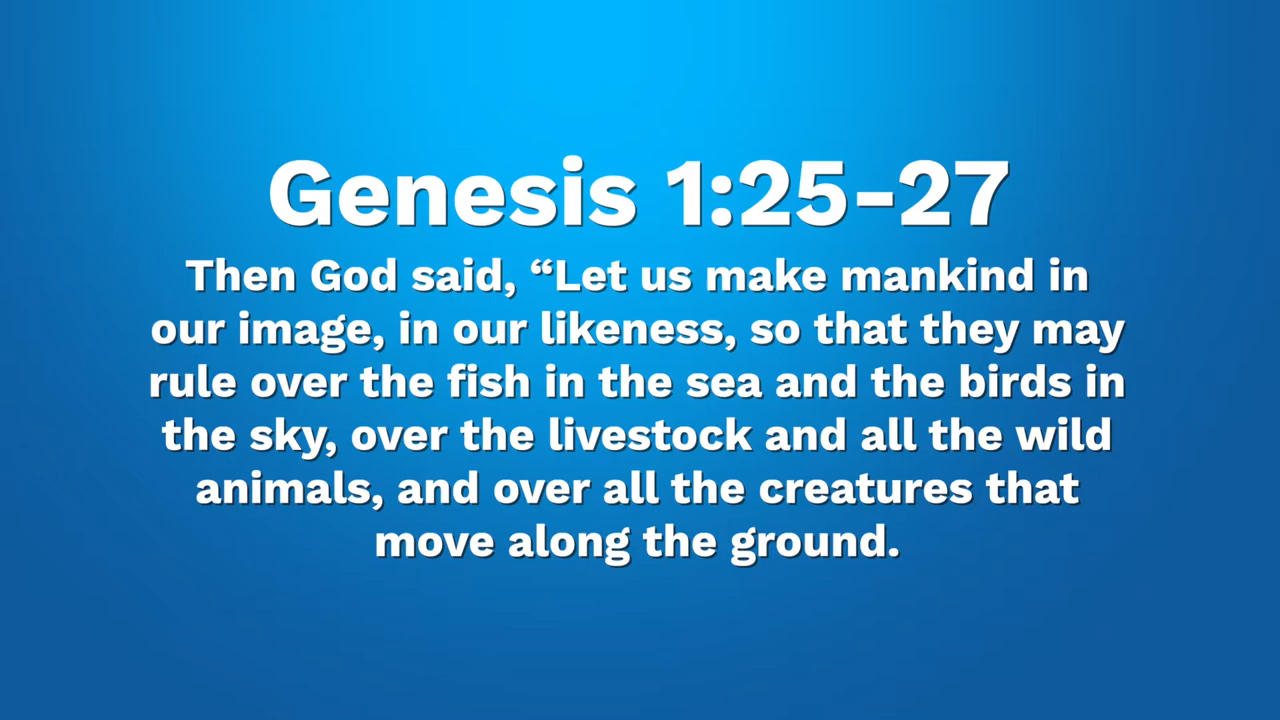 Genesis 1:25-27
Then God said, “Let us make mankind in
our image, in our likeness, so that they may
rule over the fish in the sea and the birds in
the sky, over the livestock and all the wild
animals, and over all the creatures that
move along the ground.